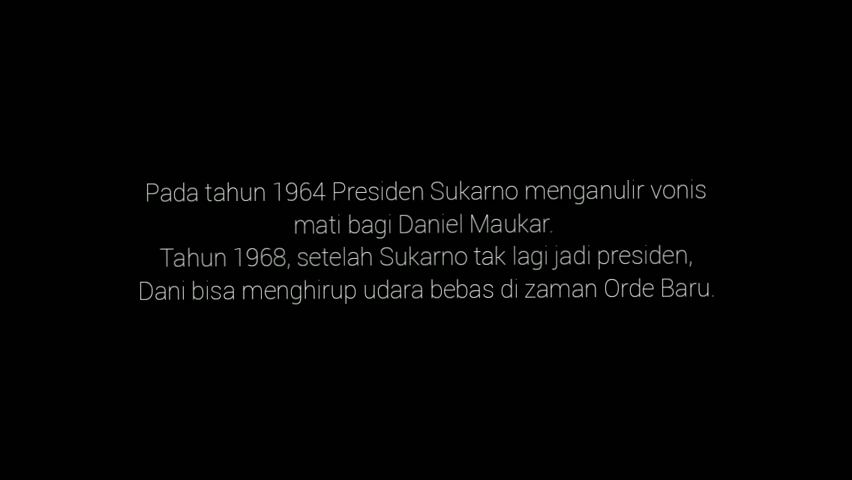 Pada tahun 1964 Presiden Sukarno menganulir vonis
mati bagi Daniel Maukar.
Tahun 1968, setelah Sukarno tak lagi jadi presiden,
Dani bisa menghirup udara bebas di zaman Orde Baru.